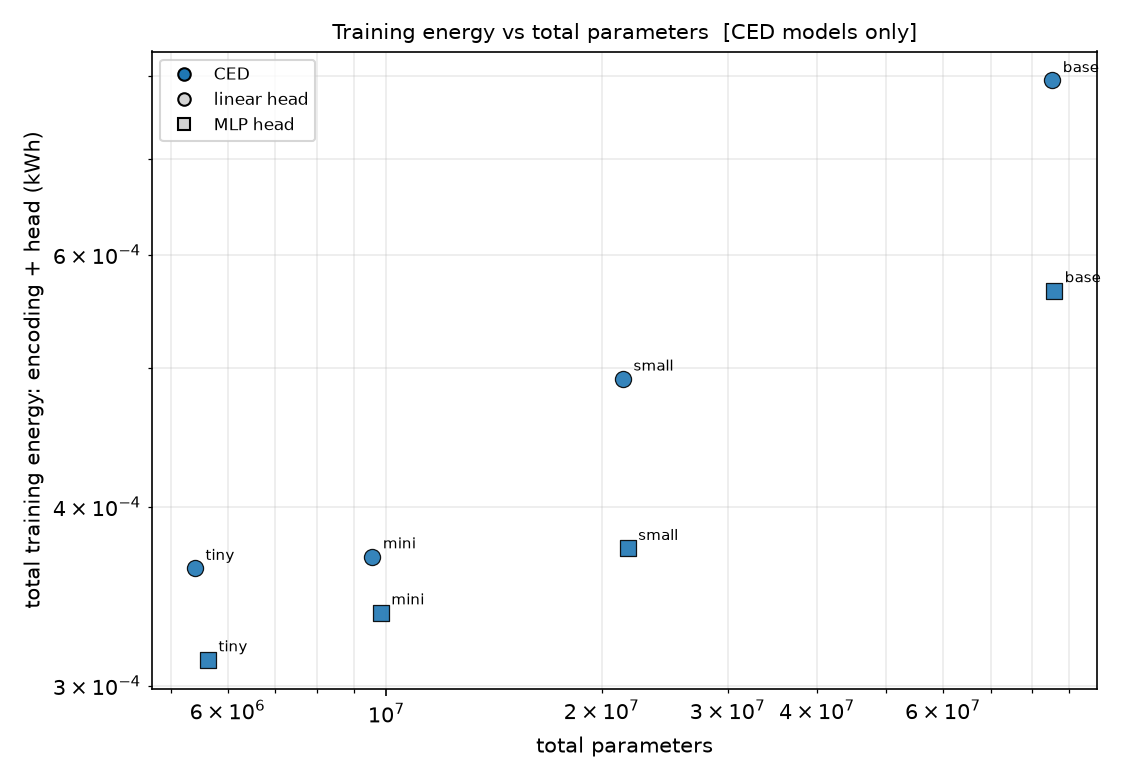 Training energy vs total parameters  [CED models only]
CED
linear head
MLP head
total training energy: encoding + head (kWh)
6 × 10⁻⁴
4 × 10⁻⁴
3 × 10⁻⁴
base
base
small
small
mini
tiny
mini
tiny
6 × 10⁶
10⁷
2 × 10⁷
3 × 10⁷
4 × 10⁷
6 × 10⁷
total parameters